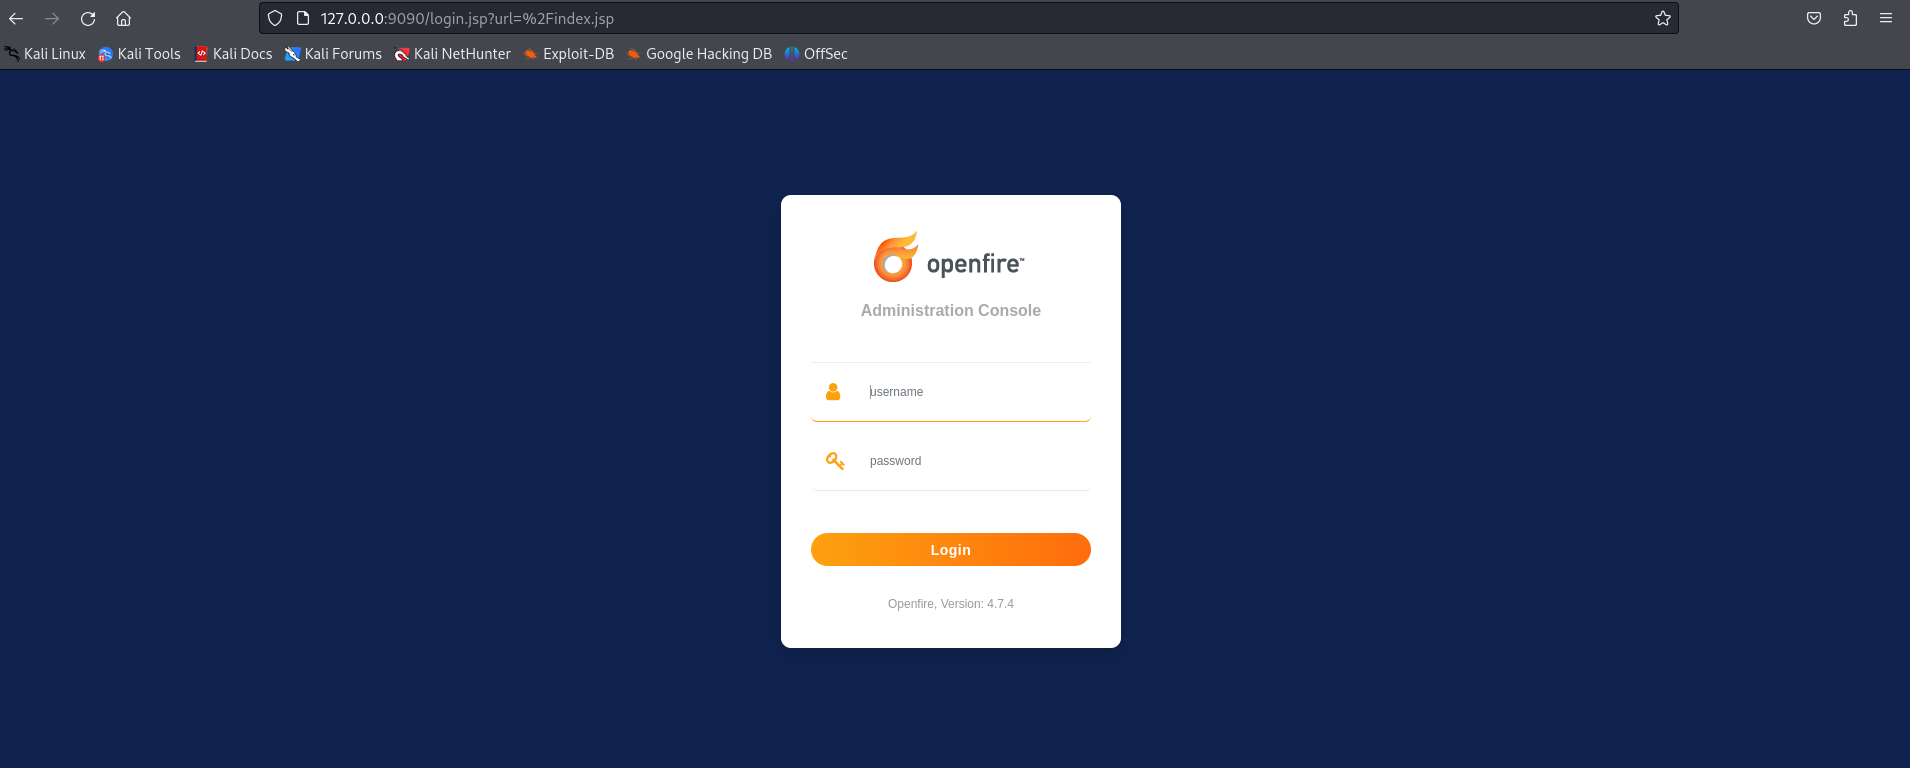 127.0.0.0:9090/login.jsp?url=%2Findex.jsp
Kali Linux Kali Tools Kali Docs Kali Forums Kali NetHunter Exploit-DB Google Hacking DB OffSec
openfire™
Administration Console
username
password
Login
Openfire, Version: 4.7.4